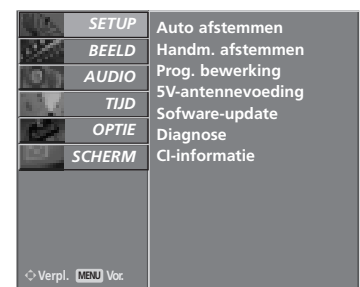 SETUP
BEELD
AUDIO
TIJD
OPTIE
SCHERM
Auto afstemmen
Handm. afstemmen
Prog. bewerking
5V-antennevoeding
Sofware-update
Diagnose
CI-informatie
Verpl. MENU Vor.